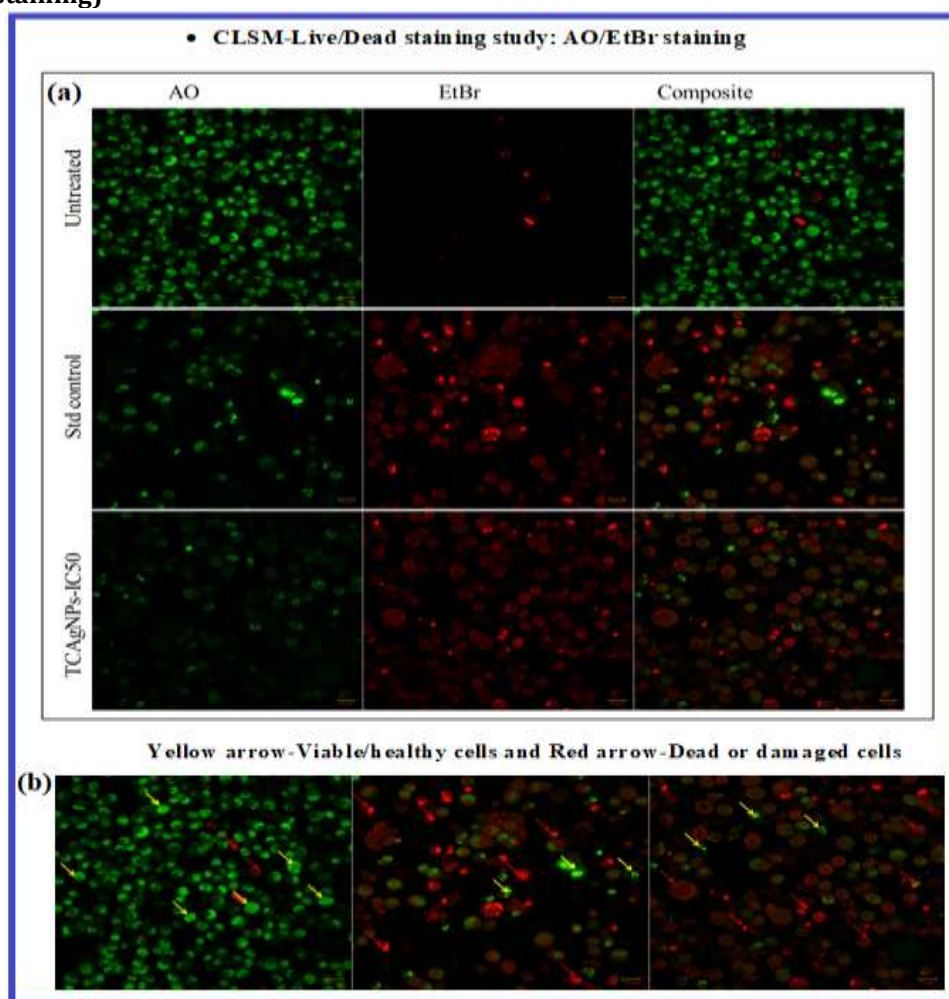 staining)
• CLSM-Live/Dead staining study: AO/EtBr staining
(a)
AO EtBr Composite
Untreated
Std control
TCAgNPs-IC50
Yellow arrow-Viable/healthy cells and Red arrow-Dead or damaged cells
(b)